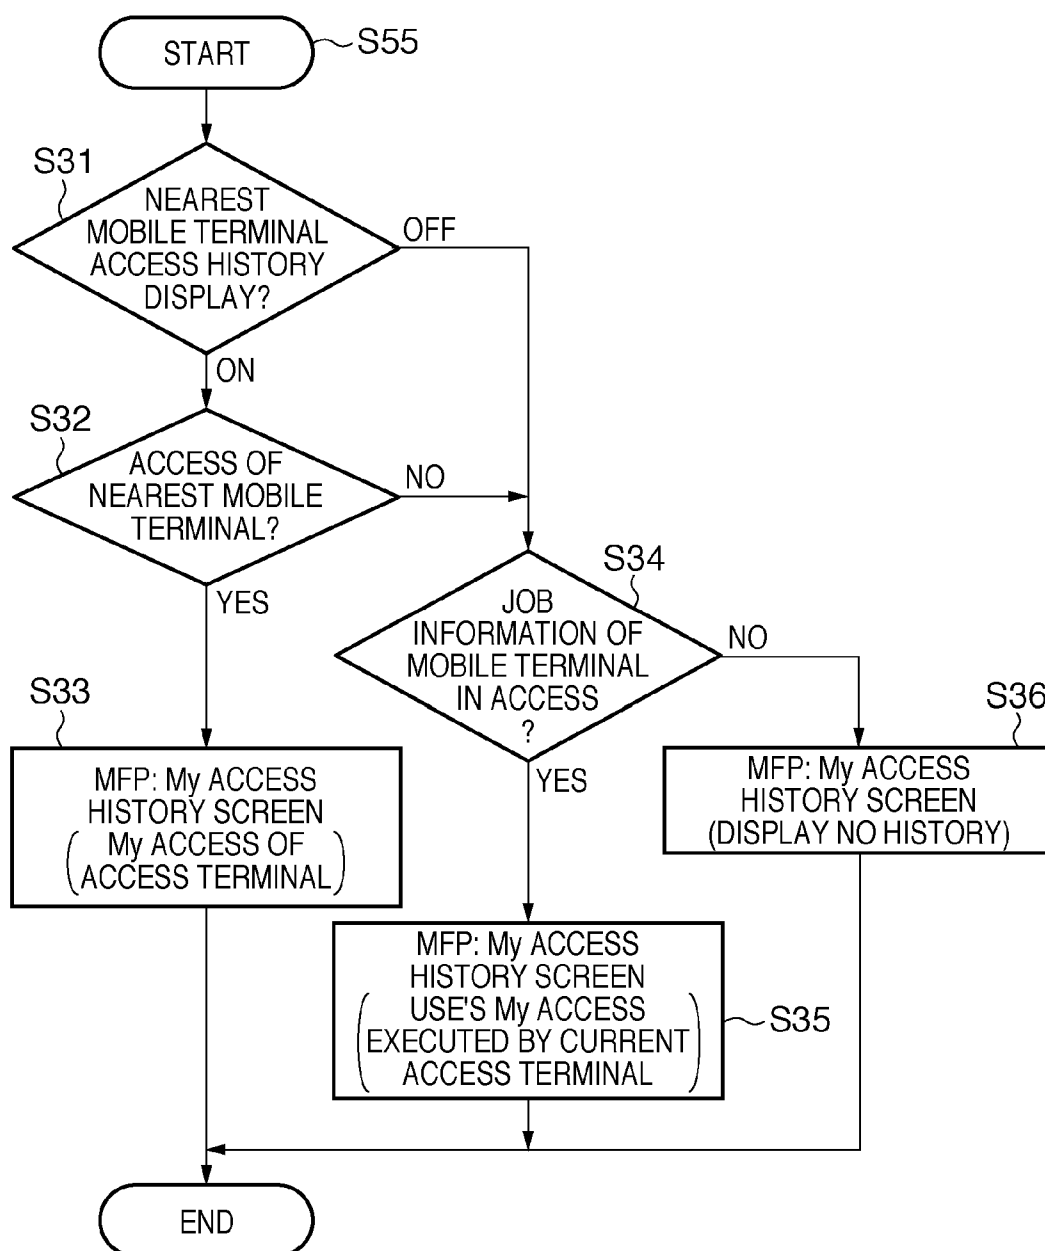 START
S55
S31
NEAREST
MOBILE TERMINAL
ACCESS HISTORY
DISPLAY?
OFF
ON
S32
ACCESS OF
NEAREST MOBILE
TERMINAL?
NO
YES
S34
JOB
INFORMATION OF
MOBILE TERMINAL
IN ACCESS
?
NO
YES
S33
MFP: My ACCESS
HISTORY SCREEN
(My ACCESS OF
ACCESS TERMINAL)
S36
MFP: My ACCESS
HISTORY SCREEN
(DISPLAY NO HISTORY)
MFP: My ACCESS
HISTORY SCREEN
(USE'S My ACCESS
EXECUTED BY CURRENT
ACCESS TERMINAL)
S35
END